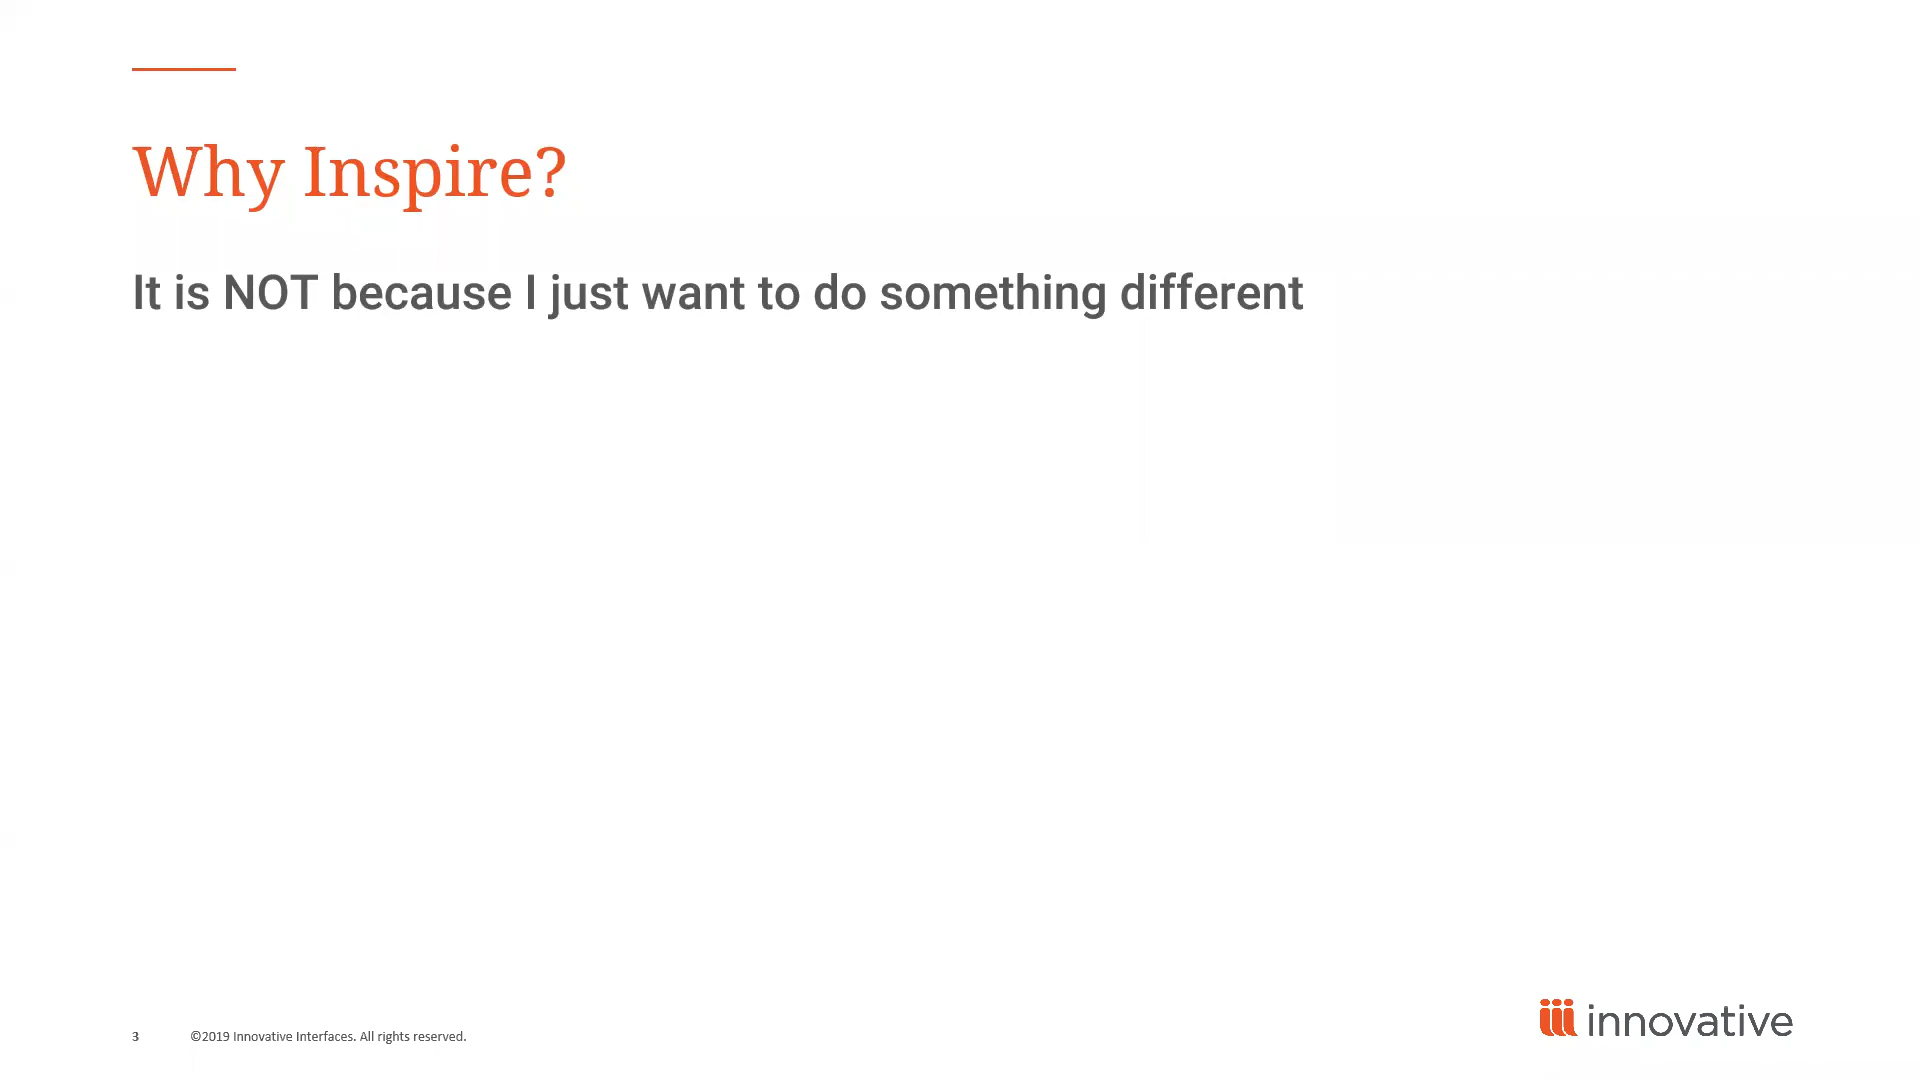 Why Inspire?
It is NOT because I just want to do something different
3 ©2019 Innovative Interfaces. All rights reserved.
innovative